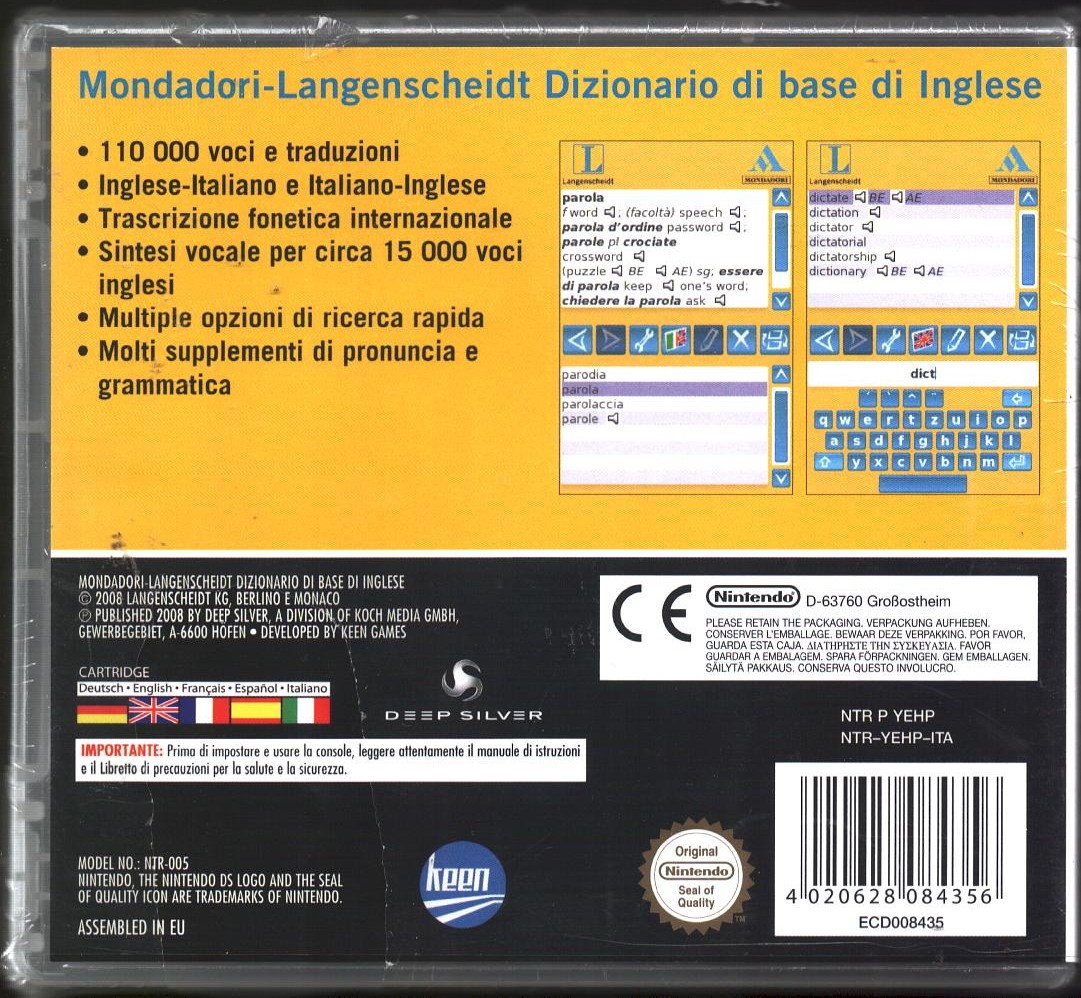 Mondadori-Langenscheidt Dizionario di base di Inglese
• 110 000 voci e traduzioni
• Inglese-Italiano e Italiano-Inglese
• Trascrizione fonetica internazionale
• Sintesi vocale per circa 15 000 voci
inglesi
• Multiple opzioni di ricerca rapida
• Molti supplementi di pronuncia e
grammatica
L
Langenscheidt
MONDADORI
parola
f word ; (facoltà) speech ;
parola d'ordine password ;
parole pl crociate
crossword
(puzzle BE AE) sg; essere
di parola keep one's word;
chiedere la parola ask
parodia
parola
parolaccia
parole
L
Langenscheidt
MONDADORI
dictate BE AE
dictation
dictator
dictatorial
dictatorship
dictionary BE AE
dict
q w e r t z u i o p
a s d f g h j k l
y x c v b n m
MONDADORI-LANGENSCHEIDT DIZIONARIO DI BASE DI INGLESE
© 2008 LANGENSCHEIDT KG, BERLINO E MONACO
℗ PUBLISHED 2008 BY DEEP SILVER, A DIVISION OF KOCH MEDIA GMBH,
GEWERBEGEBIET, A-6600 HOFEN • DEVELOPED BY KEEN GAMES
CARTRIDGE
Deutsch • English • Français • Español • Italiano
DEEP SILVER
IMPORTANTE: Prima di impostare e usare la console, leggere attentamente il manuale di istruzioni
e il Libretto di precauzioni per la salute e la sicurezza.
CE
Nintendo D-63760 Großostheim
PLEASE RETAIN THE PACKAGING. VERPACKUNG AUFHEBEN.
CONSERVER L'EMBALLAGE. BEWAAR DEZE VERPAKKING. POR FAVOR,
GUARDA ESTA CAJA. ΔΙΑΤΗΡΗΣΤΕ ΤΗΝ ΣΥΣΚΕΥΑΣΙΑ. FAVOR
GUARDAR A EMBALAGEM. SPARA FÖRPACKNINGEN. GEM EMBALLAGEN.
SÄILYTÄ PAKKAUS. CONSERVA QUESTO INVOLUCRO.
NTR P YEHP
NTR-YEHP-ITA
MODEL NO.: NTR-005
NINTENDO, THE NINTENDO DS LOGO AND THE SEAL
OF QUALITY ICON ARE TRADEMARKS OF NINTENDO.
ASSEMBLED IN EU
keen
Original
Nintendo
Seal of
Quality
TM
4 020628 084356
ECD008435